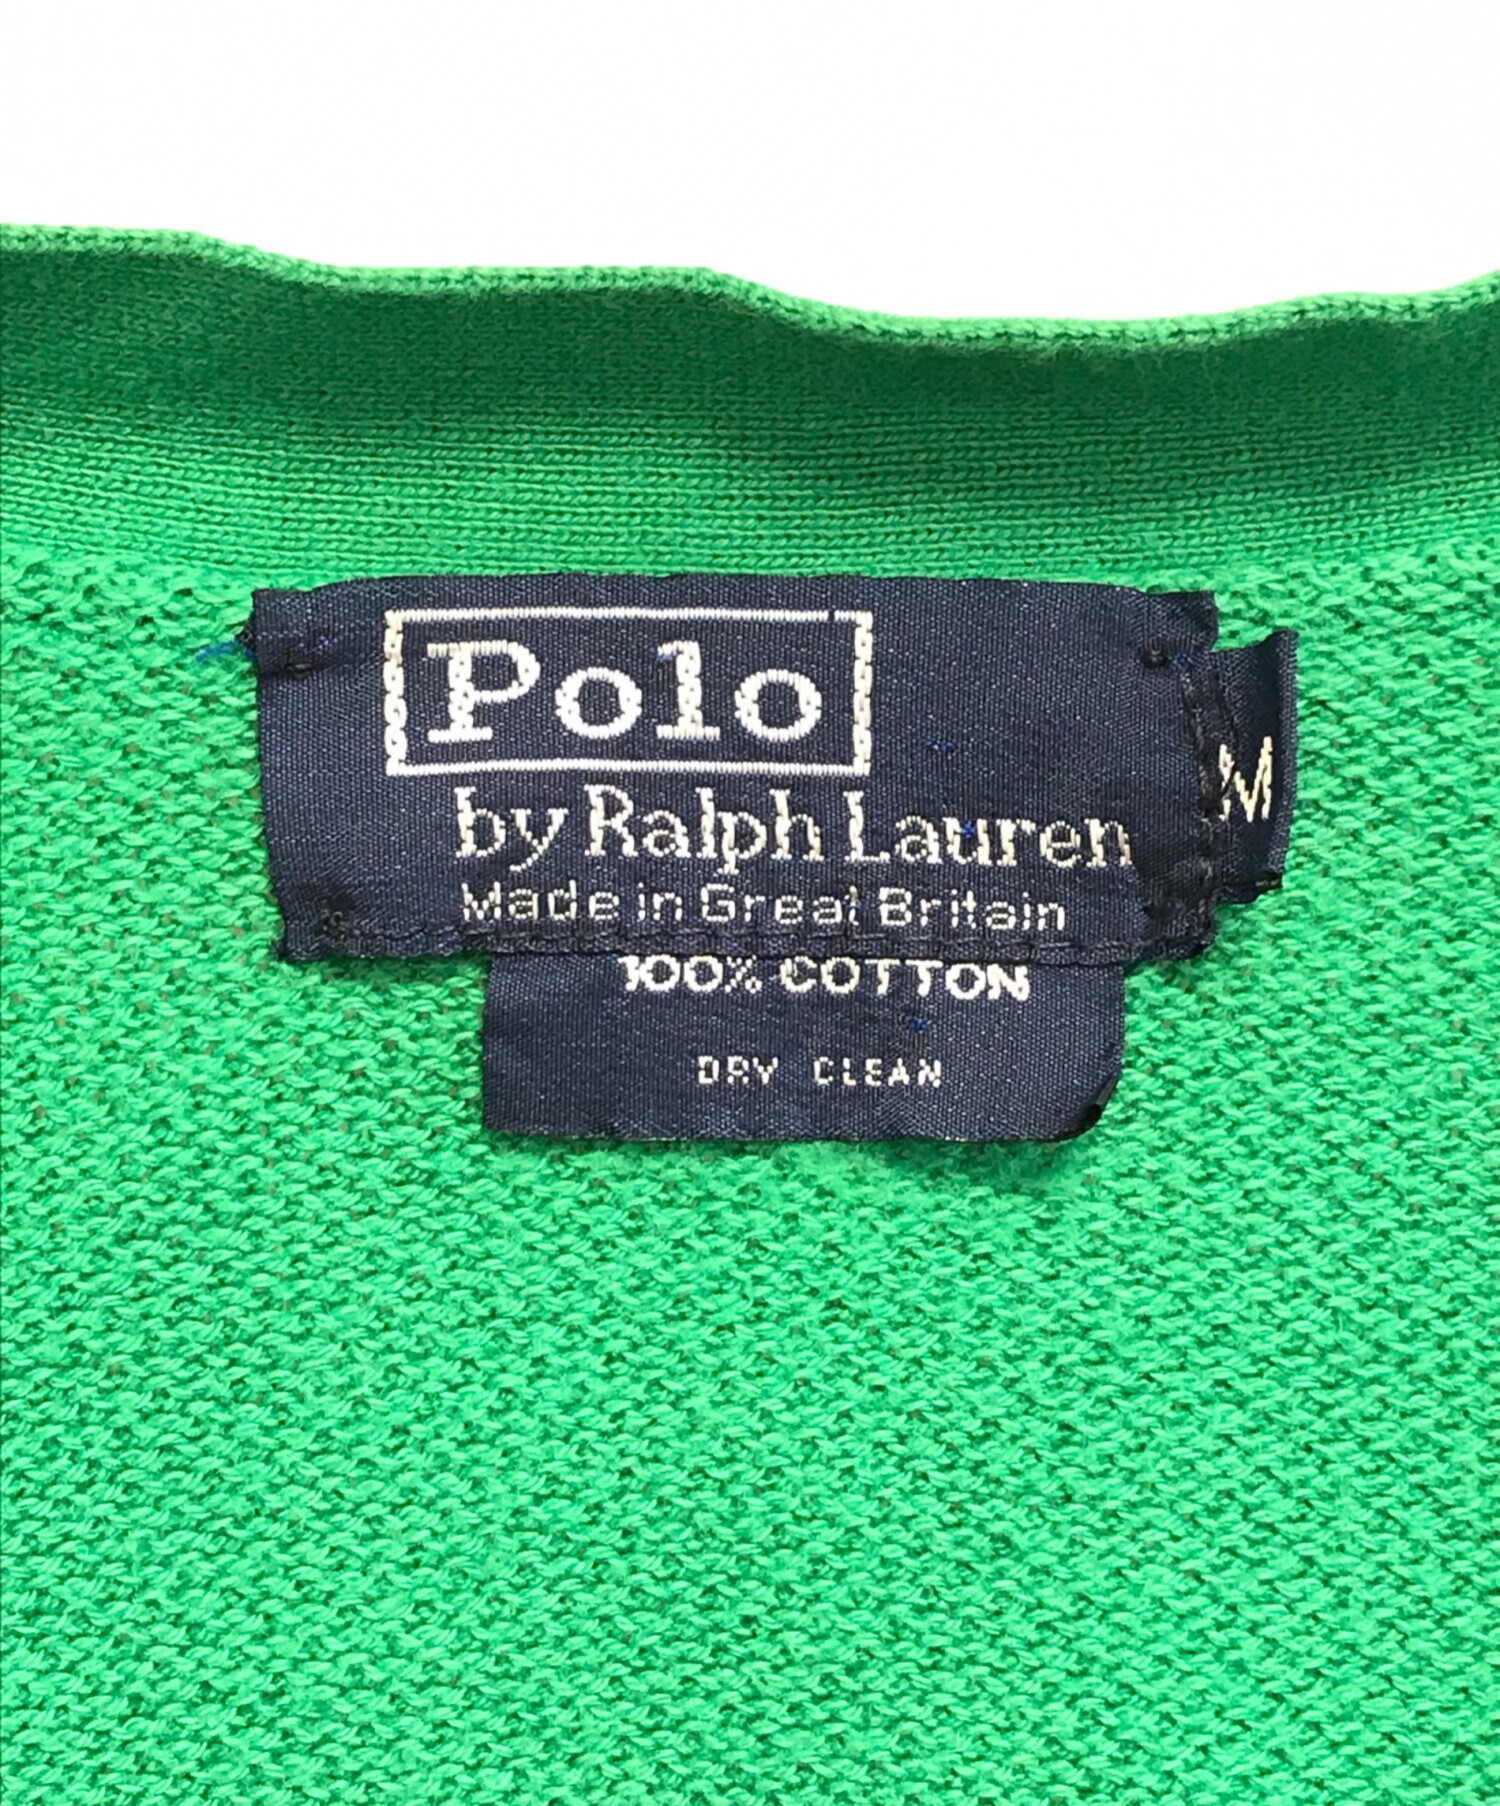 Polo
by Ralph Lauren
Made in Great Britain
M
100% COTTON
DRY CLEAN